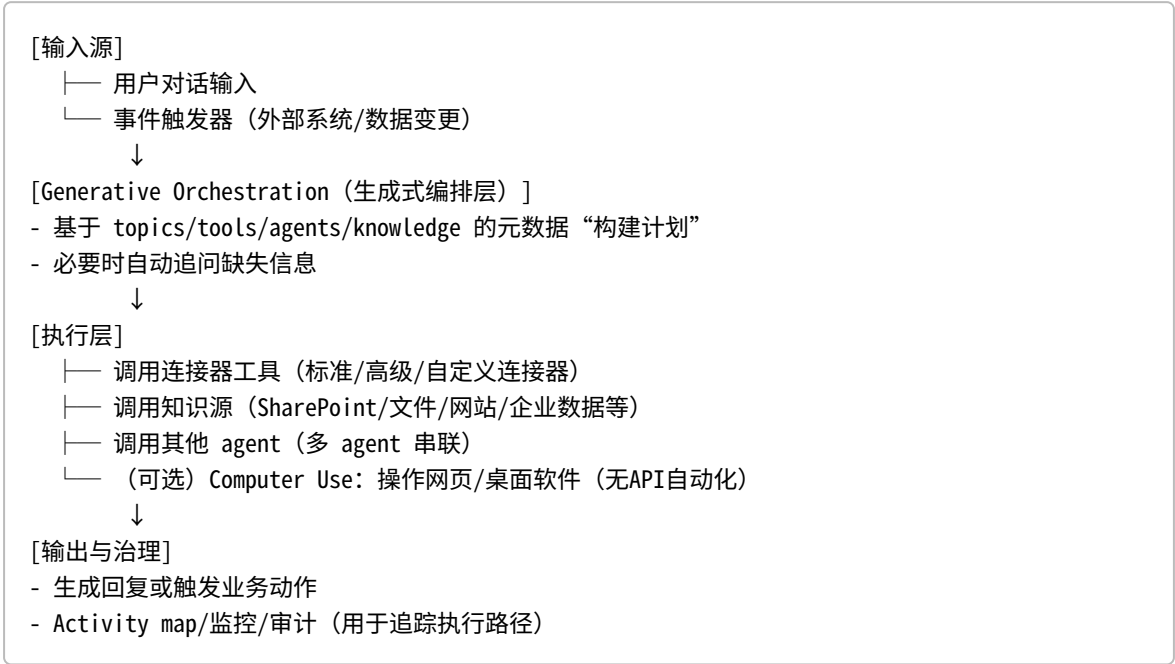 [输入源]
├── 用户对话输入
└── 事件触发器（外部系统/数据变更）
↓
[Generative Orchestration（生成式编排层）]
- 基于 topics/tools/agents/knowledge 的元数据“构建计划”
- 必要时自动追问缺失信息
↓
[执行层]
├── 调用连接器工具（标准/高级/自定义连接器）
├── 调用知识源（SharePoint/文件/网站/企业数据等）
├── 调用其他 agent（多 agent 串联）
└── （可选）Computer Use：操作网页/桌面软件（无API自动化）
↓
[输出与治理]
- 生成回复或触发业务动作
- Activity map/监控/审计（用于追踪执行路径）